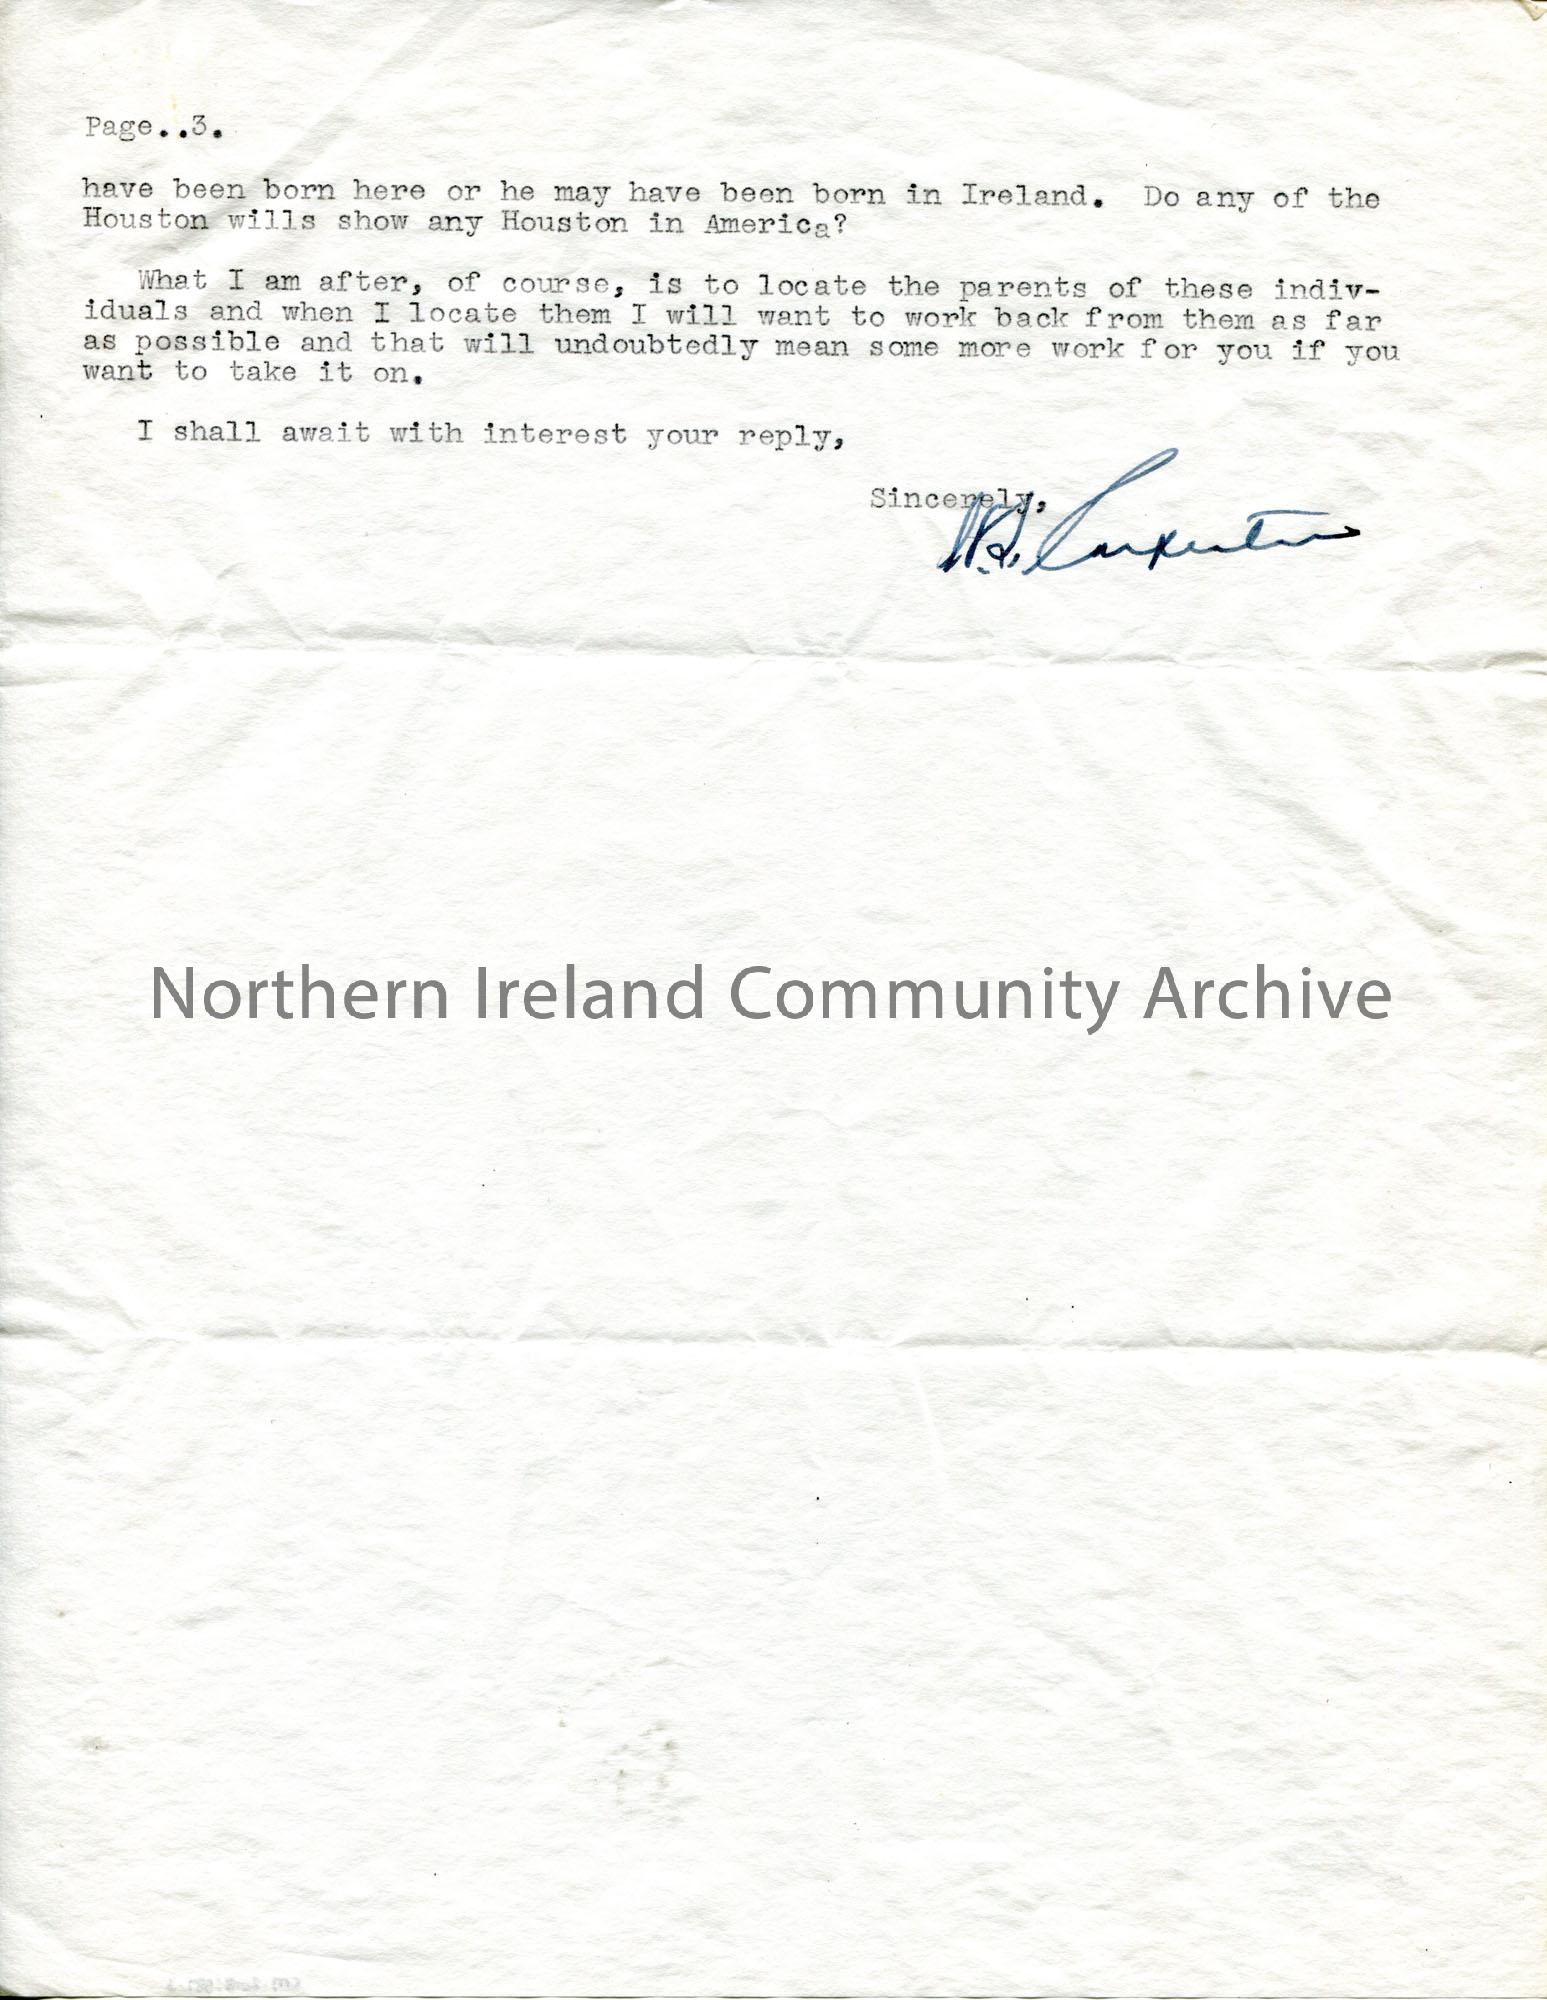 Page..3.
have been born here or he may have been born in Ireland.  Do any of the
Houston wills show any Houston in America?
What I am after, of course, is to locate the parents of these indiv-
iduals and when I locate them I will want to work back from them as far
as possible and that will undoubtedly mean some more work for you if you
want to take it on.
I shall await with interest your reply,
Sincerely,
Carpenter
Northern Ireland Community Archive